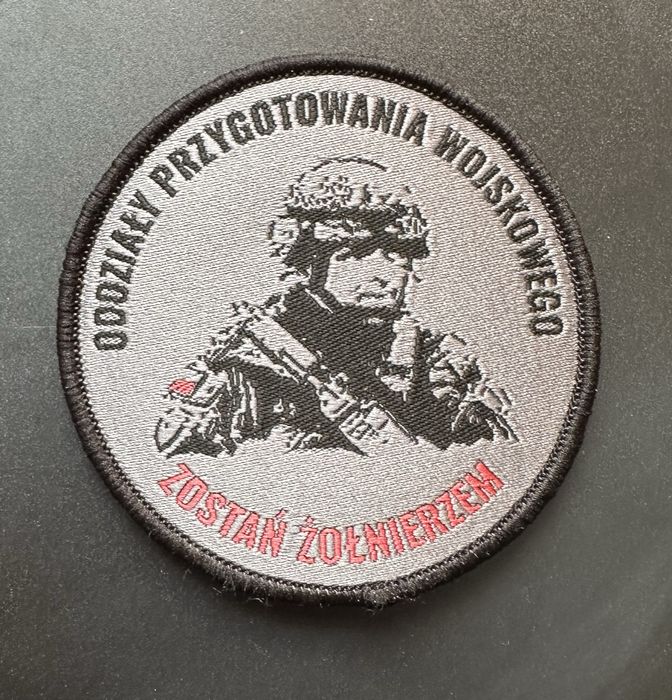 ODDZIAŁY PRZYGOTOWANIA WOJSKOWEGO
ZOSTAŃ ŻOŁNIERZEM